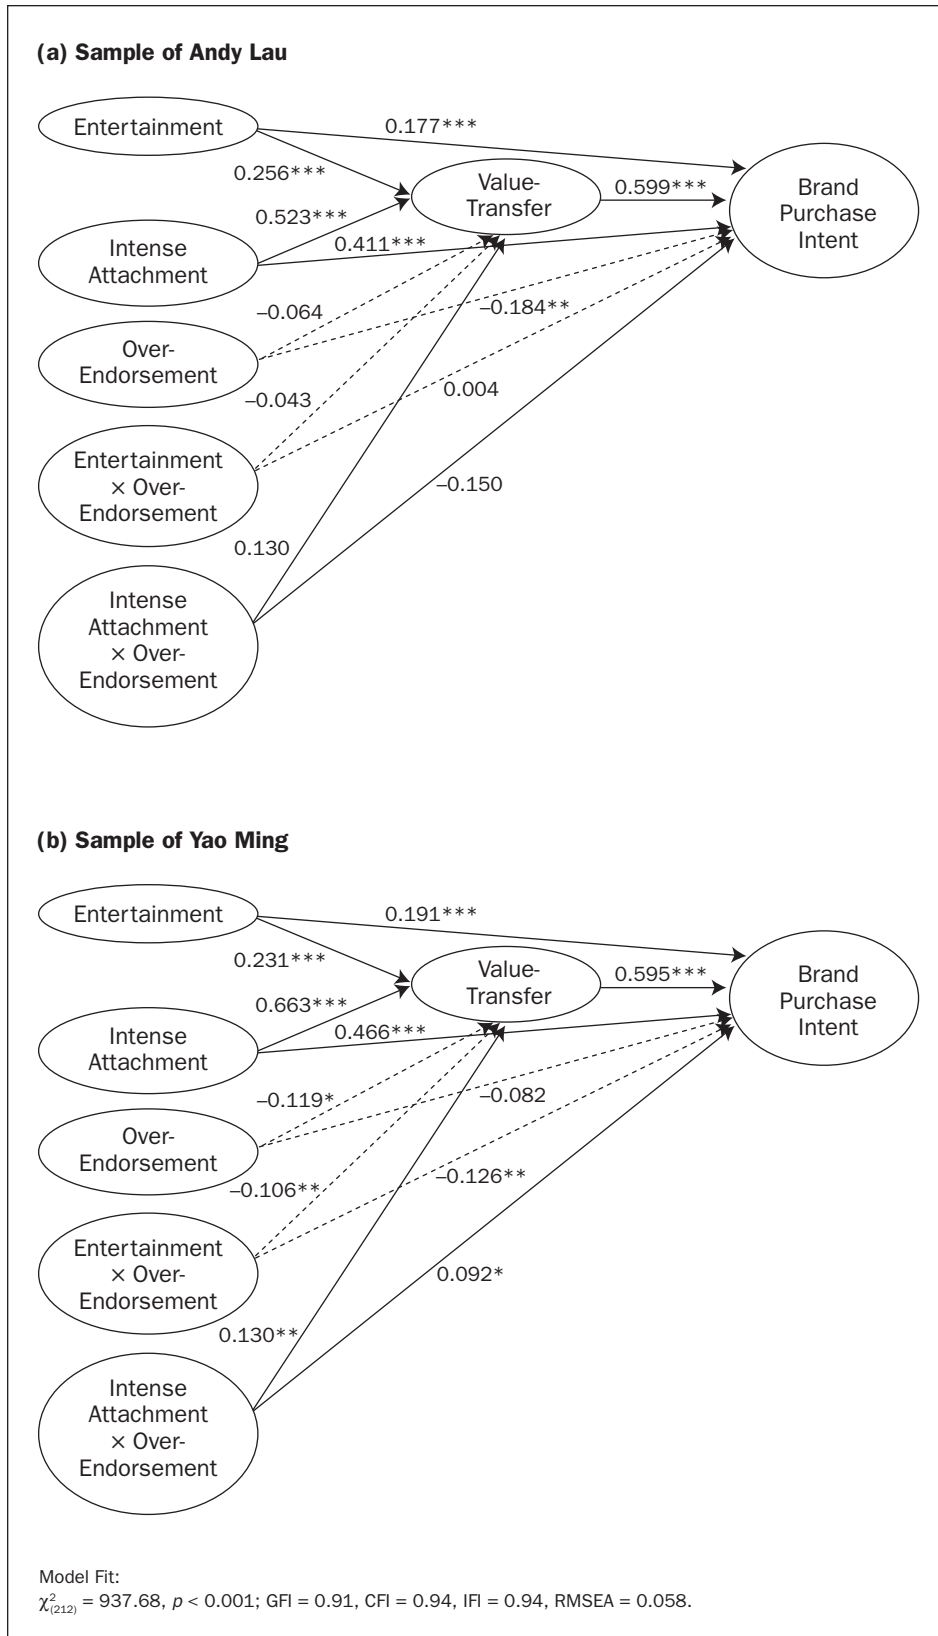 (a) Sample of Andy Lau
Entertainment
0.177***
0.256***
Value-
Transfer
0.599***
Brand
Purchase
Intent
0.523***
Intense
Attachment
0.411***
–0.064
–0.184**
Over-
Endorsement
–0.043
0.004
Entertainment
× Over-
Endorsement
–0.150
0.130
Intense
Attachment
× Over-
Endorsement
(b) Sample of Yao Ming
Entertainment
0.191***
0.231***
Value-
Transfer
0.595***
Brand
Purchase
Intent
0.663***
Intense
Attachment
0.466***
–0.119*
–0.082
Over-
Endorsement
–0.106**
–0.126**
Entertainment
× Over-
Endorsement
0.092*
0.130**
Intense
Attachment
× Over-
Endorsement
Model Fit:
χ²(212) = 937.68, p < 0.001; GFI = 0.91, CFI = 0.94, IFI = 0.94, RMSEA = 0.058.